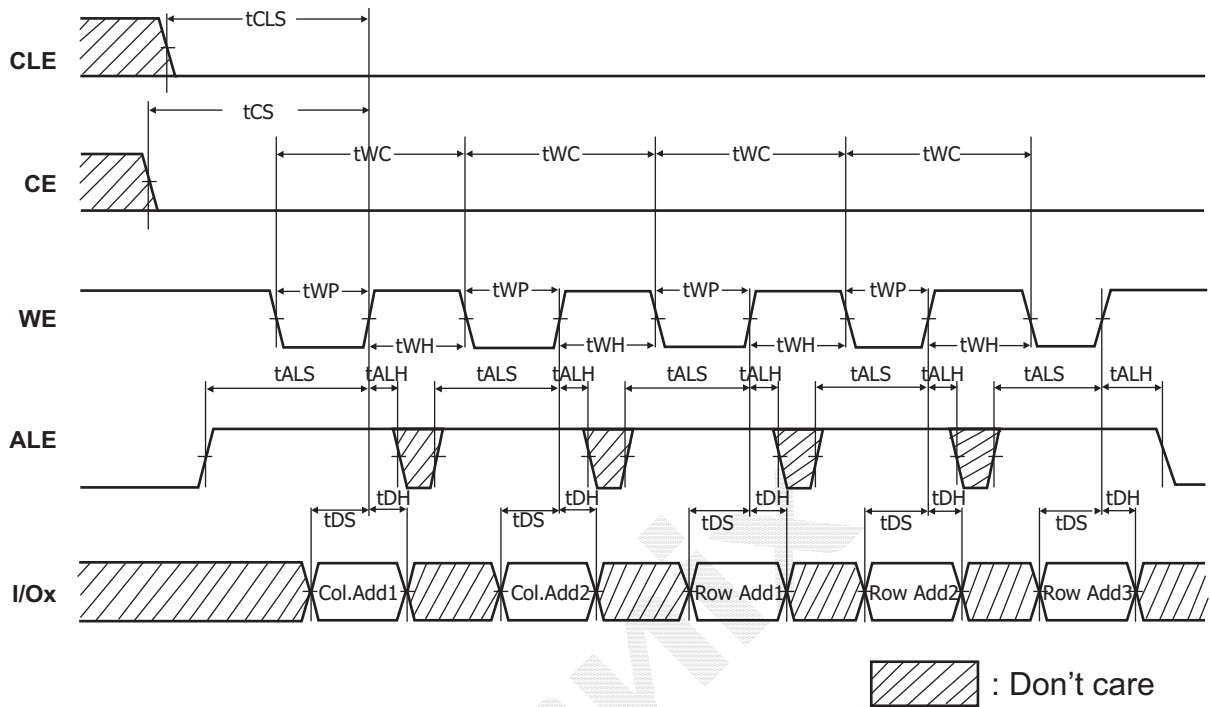 tCLS
CLE
tCS
tWC tWC tWC tWC
CE
tWP tWP tWP tWP
WE
tWH tWH tWH tWH
tALS tALH tALS tALH tALS tALH tALS tALH tALS tALH
ALE
tDH tDH tDH tDH tDH
tDS tDS tDS tDS tDS
I/Ox Col.Add1 Col.Add2 Row Add1 Row Add2 Row Add3
: Don't care